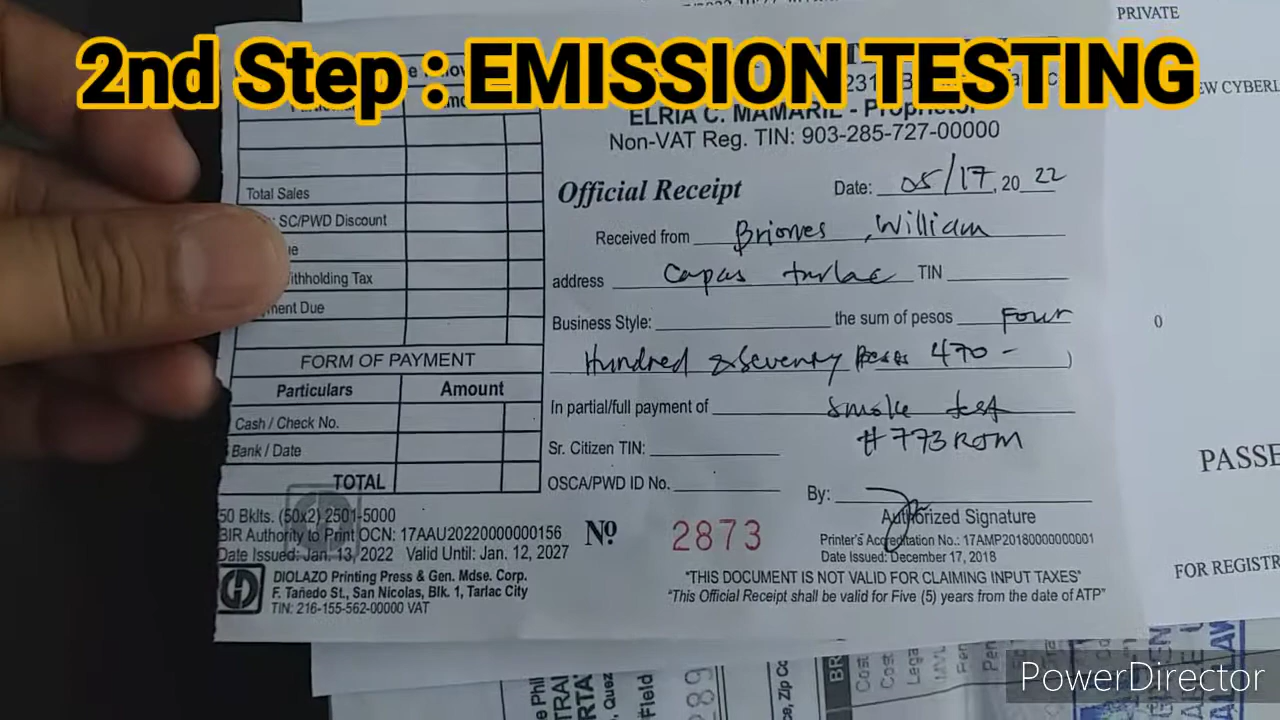 2nd Step : EMISSION TESTING
PRIVATE
ELRIA C. MAMARIL - Proprietor
Non-VAT Reg. TIN: 903-285-727-00000
Official Receipt
Date: 05/17, 2022
Received from Briones, William
address Capas tarlac TIN
Business Style: the sum of pesos Four
Hundred & Seventy Pesos 470 - )
In partial/full payment of Smoke test
#773ROM
Sr. Citizen TIN:
OSCA/PWD ID No.
By:
Authorized Signature
Total Sales
SC/PWD Discount
ithholding Tax
ment Due
FORM OF PAYMENT
Particulars Amount
Cash / Check No.
Bank / Date
TOTAL
50 Bklts. (50x2) 2501-5000
BIR Authority to Print OCN: 17AAU20220000000156
Date Issued: Jan. 13, 2022 Valid Until: Jan. 12, 2027
DIOLAZO Printing Press & Gen. Mdse. Corp.
F. Tañedo St., San Nicolas, Blk. 1, Tarlac City
TIN: 216-155-562-00000 VAT
Nº 2873
Printer's Accreditation No.: 17AMP20180000000001
Date Issued: December 17, 2018
"THIS DOCUMENT IS NOT VALID FOR CLAIMING INPUT TAXES"
"This Official Receipt shall be valid for Five (5) years from the date of ATP"
0
PASSE
FOR REGISTR
PowerDirector